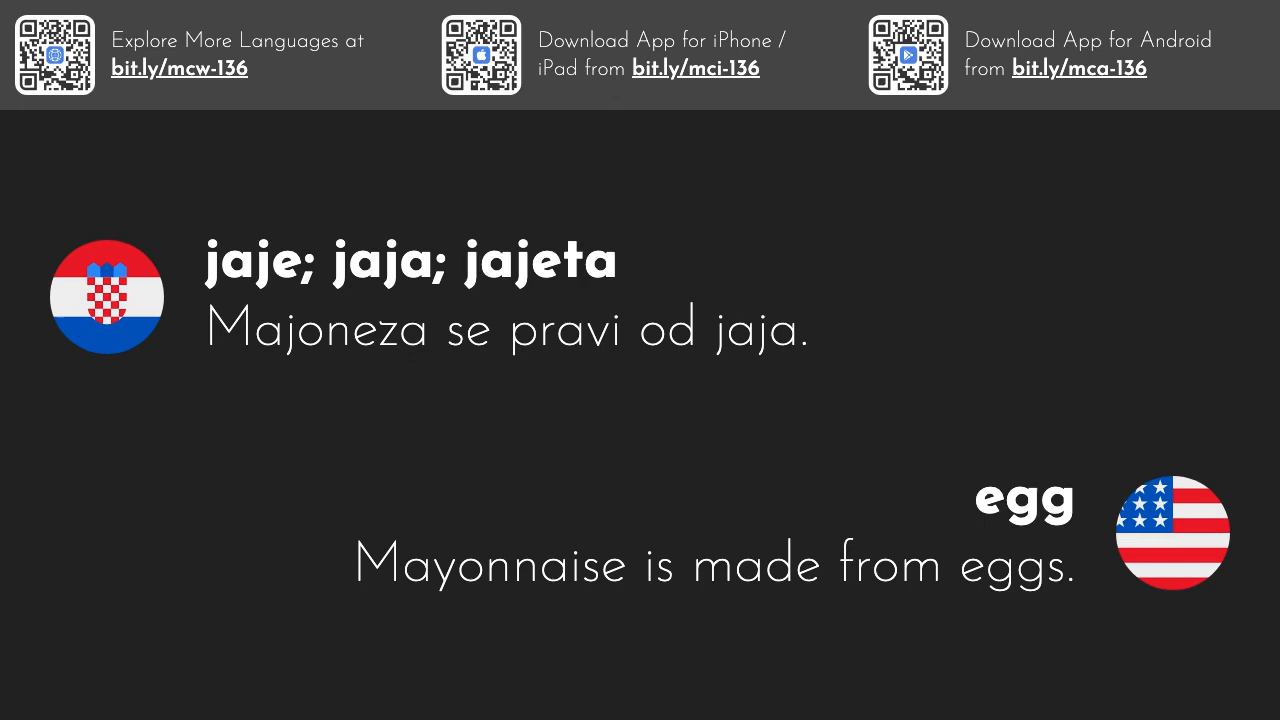 Explore More Languages at
bit.ly/mcw-136
Download App for iPhone /
iPad from bit.ly/mci-136
Download App for Android
from bit.ly/mca-136
jaje; jaja; jajeta
Majoneza se pravi od jaja.
egg
Mayonnaise is made from eggs.